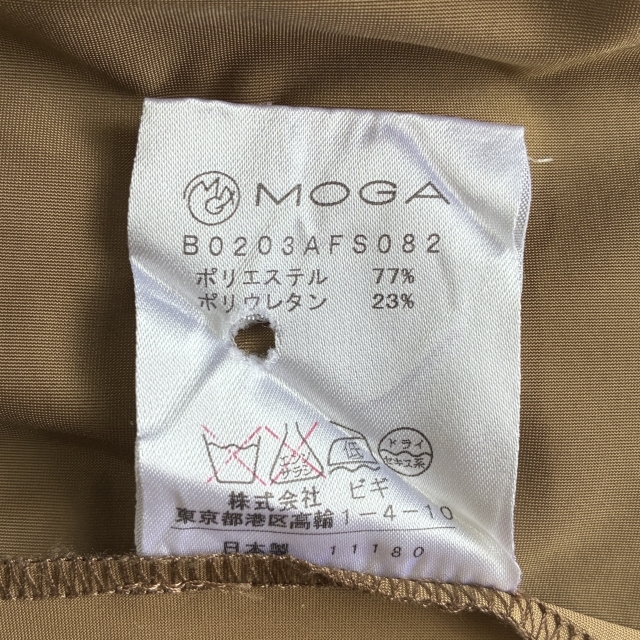 MOGA
B0203AFS082
ポリエステル 77%
ポリウレタン 23%
エンソ サラシ 低 ドライ セキユ系
株式会社 ビギ
東京都港区高輪1-4-10
日本製 11180